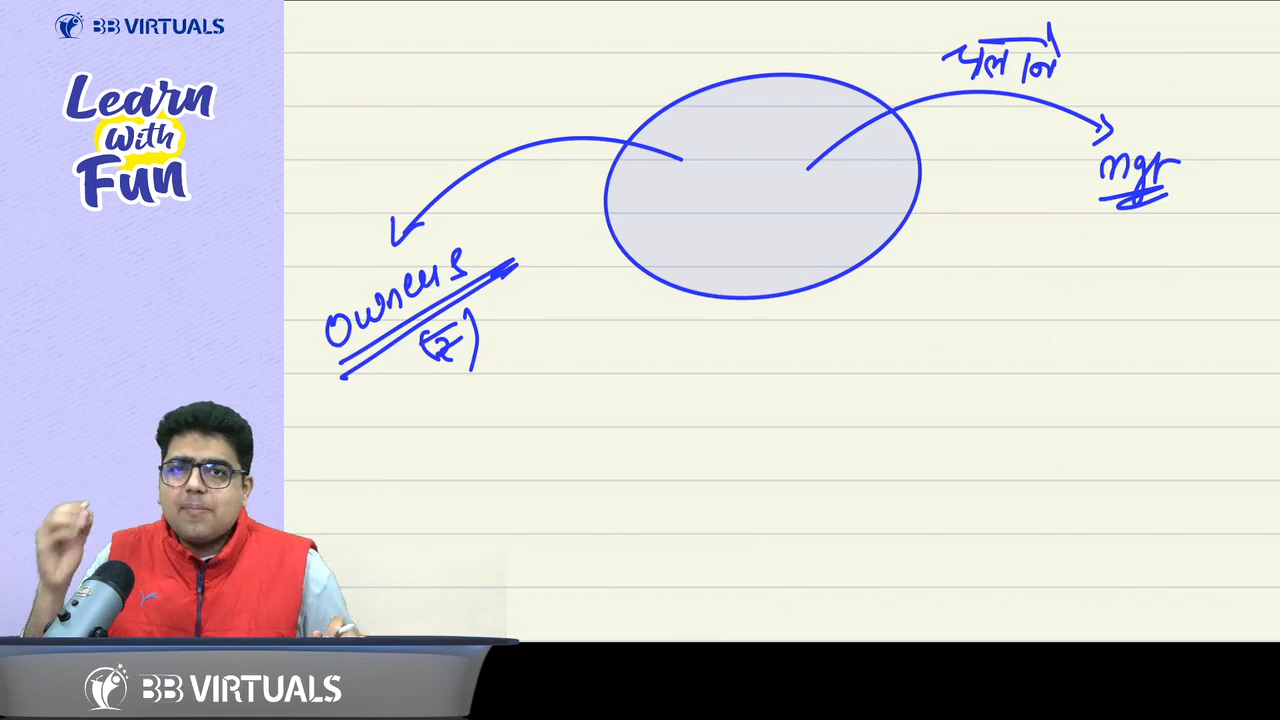 BB VIRTUALS
Learn
With
Fun
चलाने
mgr
owners
(₹)
BB VIRTUALS